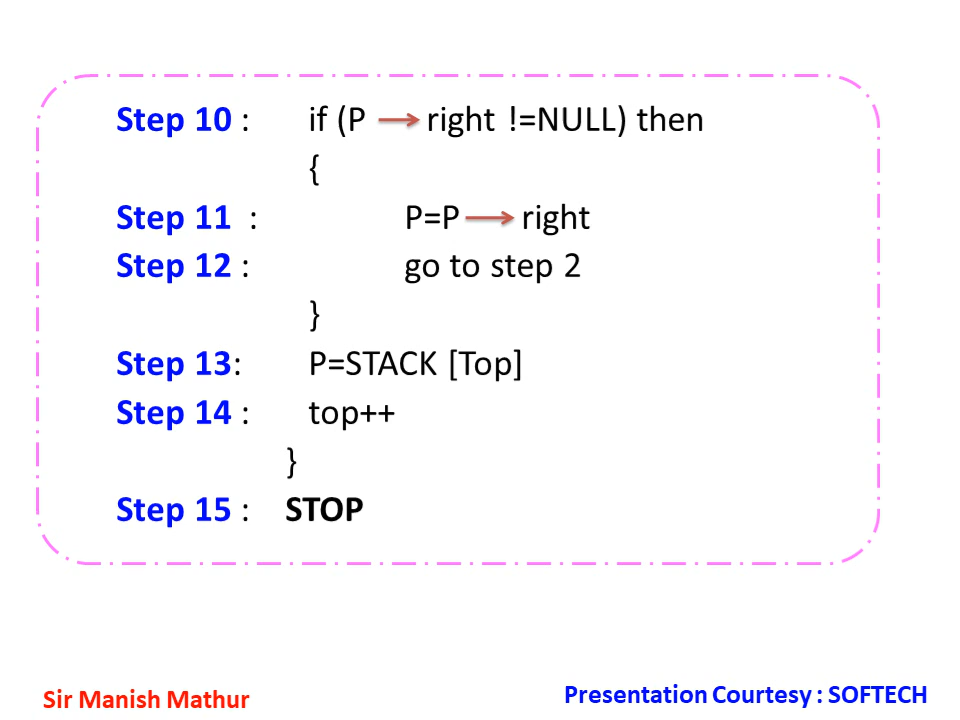 Step 10 : if (P → right !=NULL) then
{
Step 11 : P=P → right
Step 12 : go to step 2
}
Step 13: P=STACK [Top]
Step 14 : top++
}
Step 15 : STOP
Sir Manish Mathur
Presentation Courtesy : SOFTECH